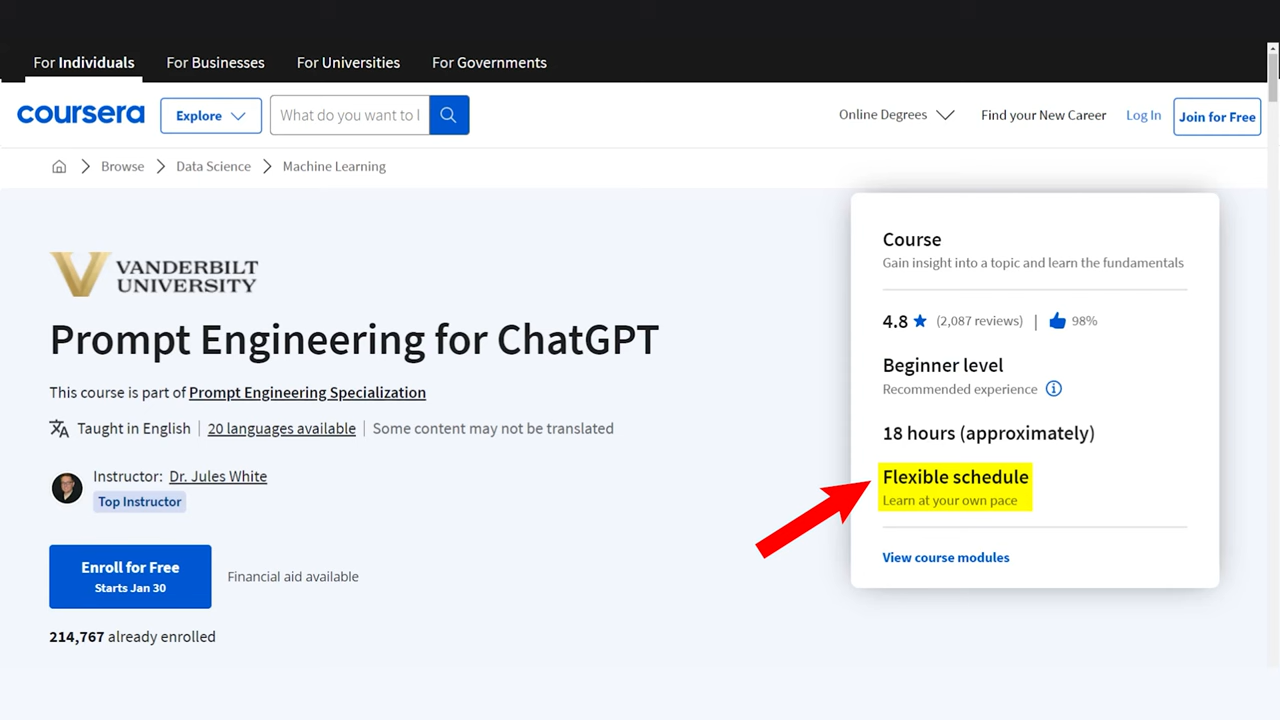 For Individuals For Businesses For Universities For Governments
coursera Explore What do you want to l Online Degrees Find your New Career Log In Join for Free
Browse Data Science Machine Learning
VANDERBILT
UNIVERSITY
Prompt Engineering for ChatGPT
This course is part of Prompt Engineering Specialization
Taught in English | 20 languages available | Some content may not be translated
Instructor: Dr. Jules White
Top Instructor
Enroll for Free
Starts Jan 30
Financial aid available
214,767 already enrolled
Course
Gain insight into a topic and learn the fundamentals
4.8 (2,087 reviews) | 98%
Beginner level
Recommended experience
18 hours (approximately)
Flexible schedule
Learn at your own pace
View course modules